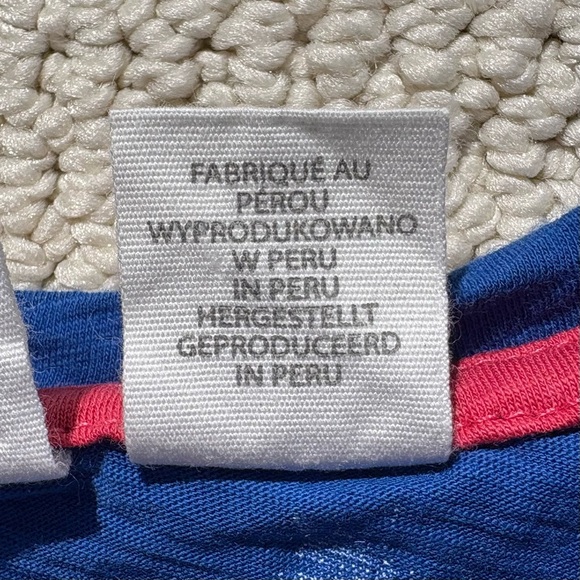 FABRIQUÉ AU
PÉROU
WYPRODUKOWANO
W PERU
IN PERU
HERGESTELLT
GEPRODUCEERD
IN PERU